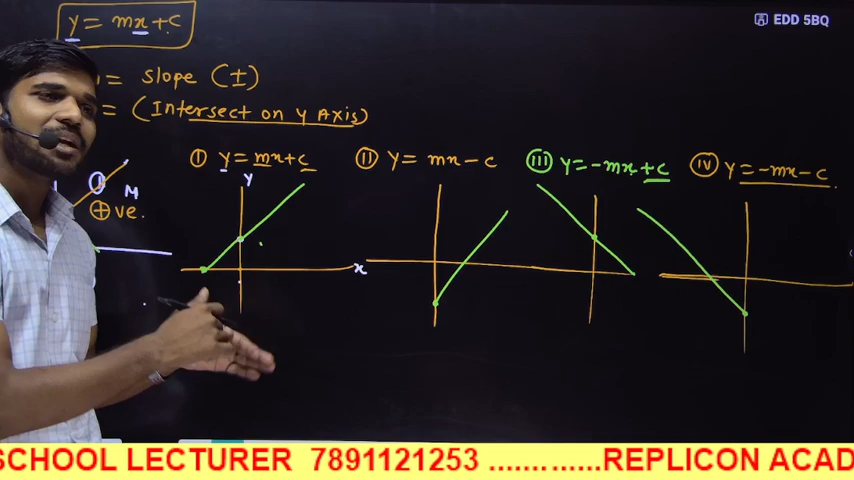 y = mx + c
EDD 5BQ
= slope (±)
= (Intersect on y Axis)
I y = mx + c
II y = mx - c
III y = -mx + c
IV y = -mx - c
y
M
+ ve.
x
SCHOOL LECTURER 7891121253 ......... ......REPLICON ACAD